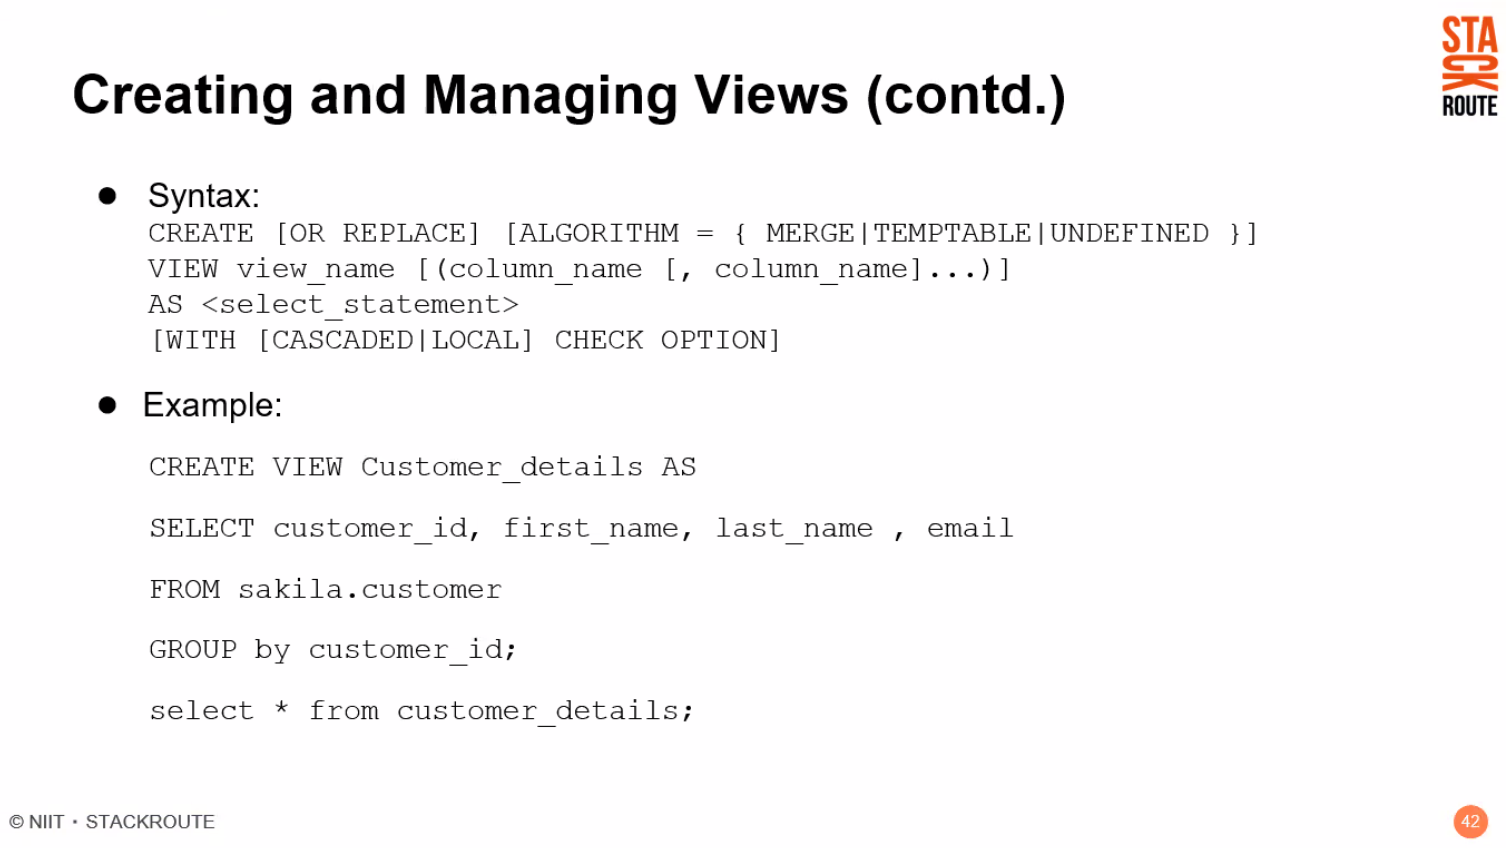 Creating and Managing Views (contd.)
STA
CK
ROUTE
● Syntax:
CREATE [OR REPLACE] [ALGORITHM = { MERGE|TEMPTABLE|UNDEFINED }]
VIEW view_name [(column_name [, column_name]...)]
AS <select_statement>
[WITH [CASCADED|LOCAL] CHECK OPTION]
● Example:
CREATE VIEW Customer_details AS
SELECT customer_id, first_name, last_name , email
FROM sakila.customer
GROUP by customer_id;
select * from customer_details;
© NIIT · STACKROUTE
42